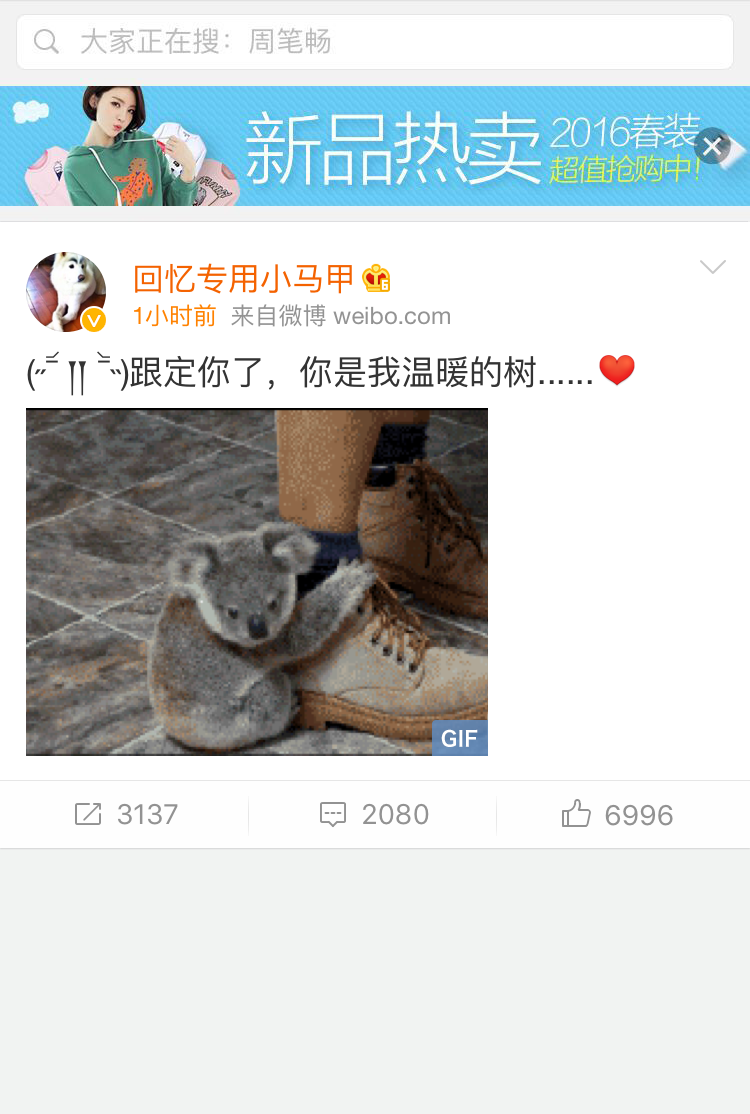 大家正在搜：周笔畅
新品热卖
2016春装
超值抢购中!
回忆专用小马甲
6
1小时前 来自微博 weibo.com
(˶‾᷄ ⁻̫ ‾᷅˵)跟定你了，你是我温暖的树......❤️
GIF
3137
2080
6996